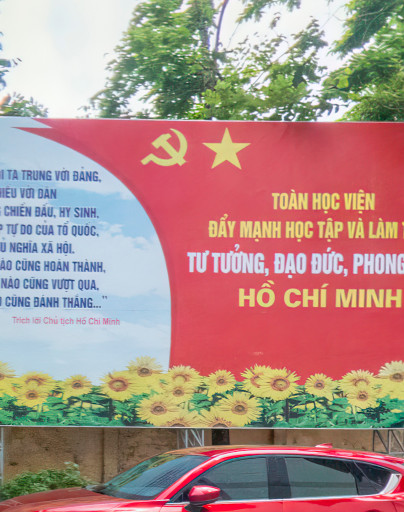 TA TRUNG VỚI ĐẢNG,
HIẾU VỚI DÂN
CHIẾN ĐẤU, HY SINH,
TỰ DO CỦA TỔ QUỐC,
NGHĨA XÃ HỘI.
NÀO CŨNG HOÀN THÀNH,
NÀO CŨNG VƯỢT QUA,
CŨNG ĐÁNH THẮNG..."
Trích lời Chủ tịch Hồ Chí Minh
TOÀN HỌC VIỆN
ĐẨY MẠNH HỌC TẬP VÀ LÀM
TƯ TƯỞNG, ĐẠO ĐỨC, PHONG
HỒ CHÍ MINH